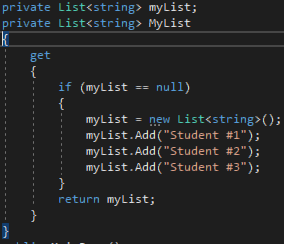 private List<string> myList;
private List<string> MyList
{
get
{
if (myList == null)
{
myList = new List<string>();
myList.Add("Student #1");
myList.Add("Student #2");
myList.Add("Student #3");
}
return myList;
}
}